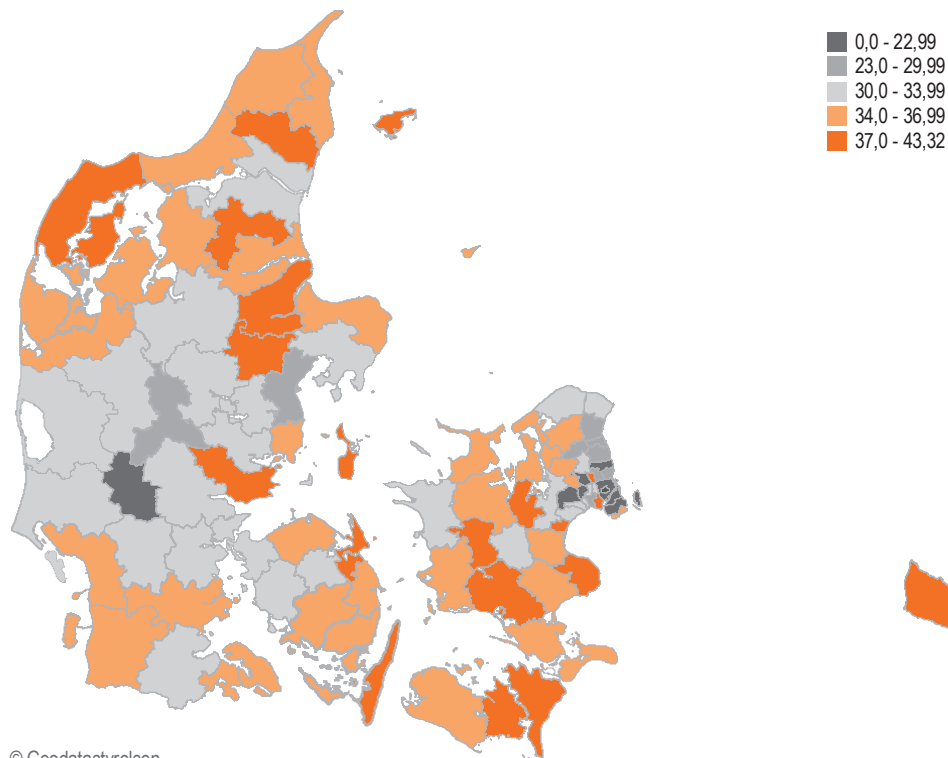 0,0 - 22,99
23,0 - 29,99
30,0 - 33,99
34,0 - 36,99
37,0 - 43,32
© Geodatastyrelsen